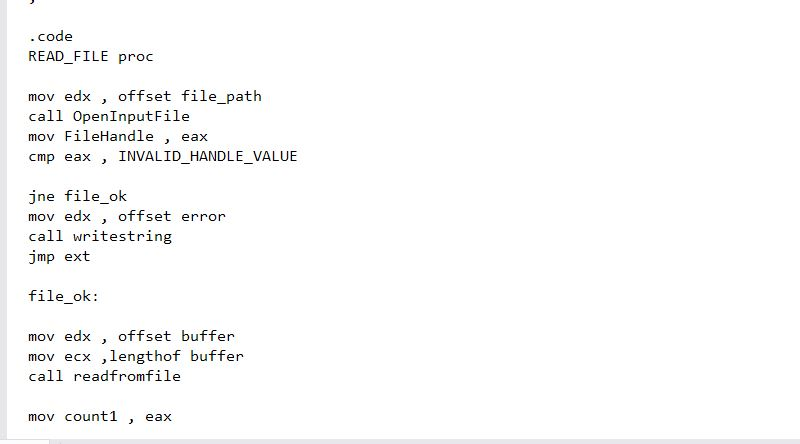 .code
READ_FILE proc
mov edx , offset file_path
call OpenInputFile
mov FileHandle , eax
cmp eax , INVALID_HANDLE_VALUE
jne file_ok
mov edx , offset error
call writestring
jmp ext
file_ok:
mov edx , offset buffer
mov ecx ,lengthof buffer
call readfromfile
mov count1 , eax